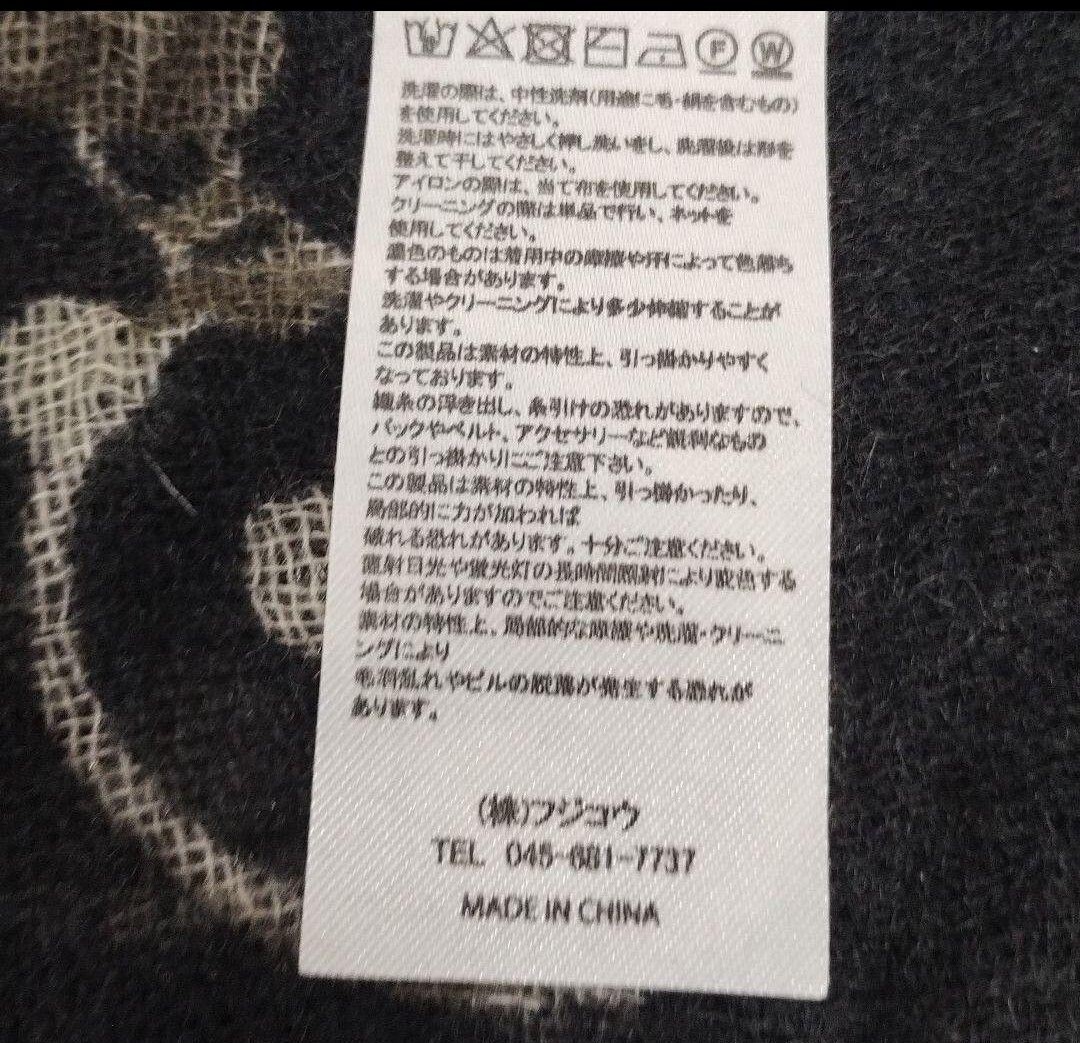 F W
洗濯の際は、中性洗剤(用途に毛・絹を含むもの)
を使用してください。
洗濯時にはやさしく押し洗いをし、洗濯後は形を
整えて干してください。
アイロンの際は、当て布を使用してください。
クリーニングの際は単品で行い、ネットを
使用してください。
濃色のものは着用中の摩擦や汗によって色落ち
する場合があります。
洗濯やクリーニングにより多少伸縮することが
あります。
この製品は素材の特性上、引っ掛かりやすく
なっております。
織糸の浮き出し、糸引けの恐れがありますので、
バックやベルト、アクセサリーなど鋭利なもの
との引っ掛かりにご注意下さい。
この製品は素材の特性上、引っ掛かったり、
局部的に力が加われば
破れる恐れがあります。十分ご注意ください。
直射日光や蛍光灯の長時間照射により変色する
場合がありますのでご注意ください。
素材の特性上、局部的な摩擦や洗濯・クリーニ
ングにより
毛羽乱れやピルの脱落が発生する恐れが
あります。
(株)フジコウ
TEL 045-681-7737
MADE IN CHINA